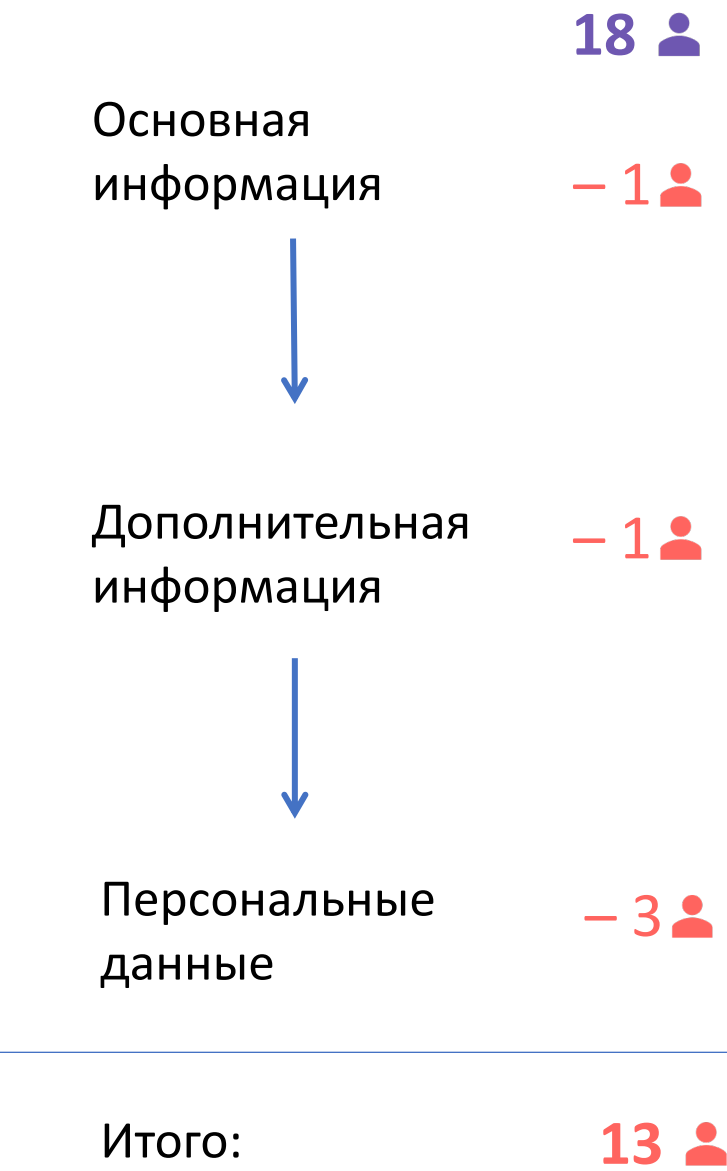 18
Основная
информация
– 1
Дополнительная
информация
– 1
Персональные
данные
– 3
Итого:
13